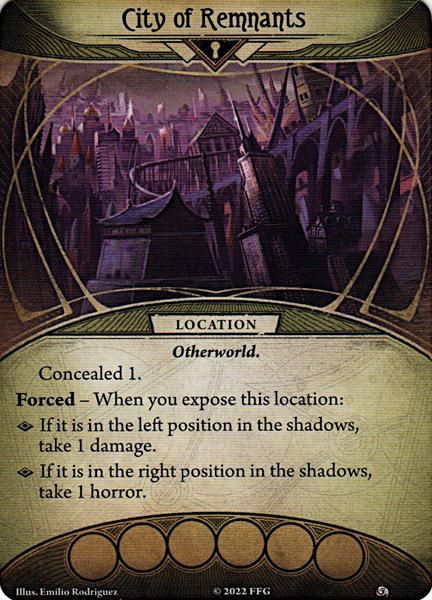 City of Remnants
LOCATION
Otherworld.
Concealed 1.
Forced – When you expose this location:
If it is in the left position in the shadows,
take 1 damage.
If it is in the right position in the shadows,
take 1 horror.
Illus. Emilio Rodriguez
© 2022 FFG